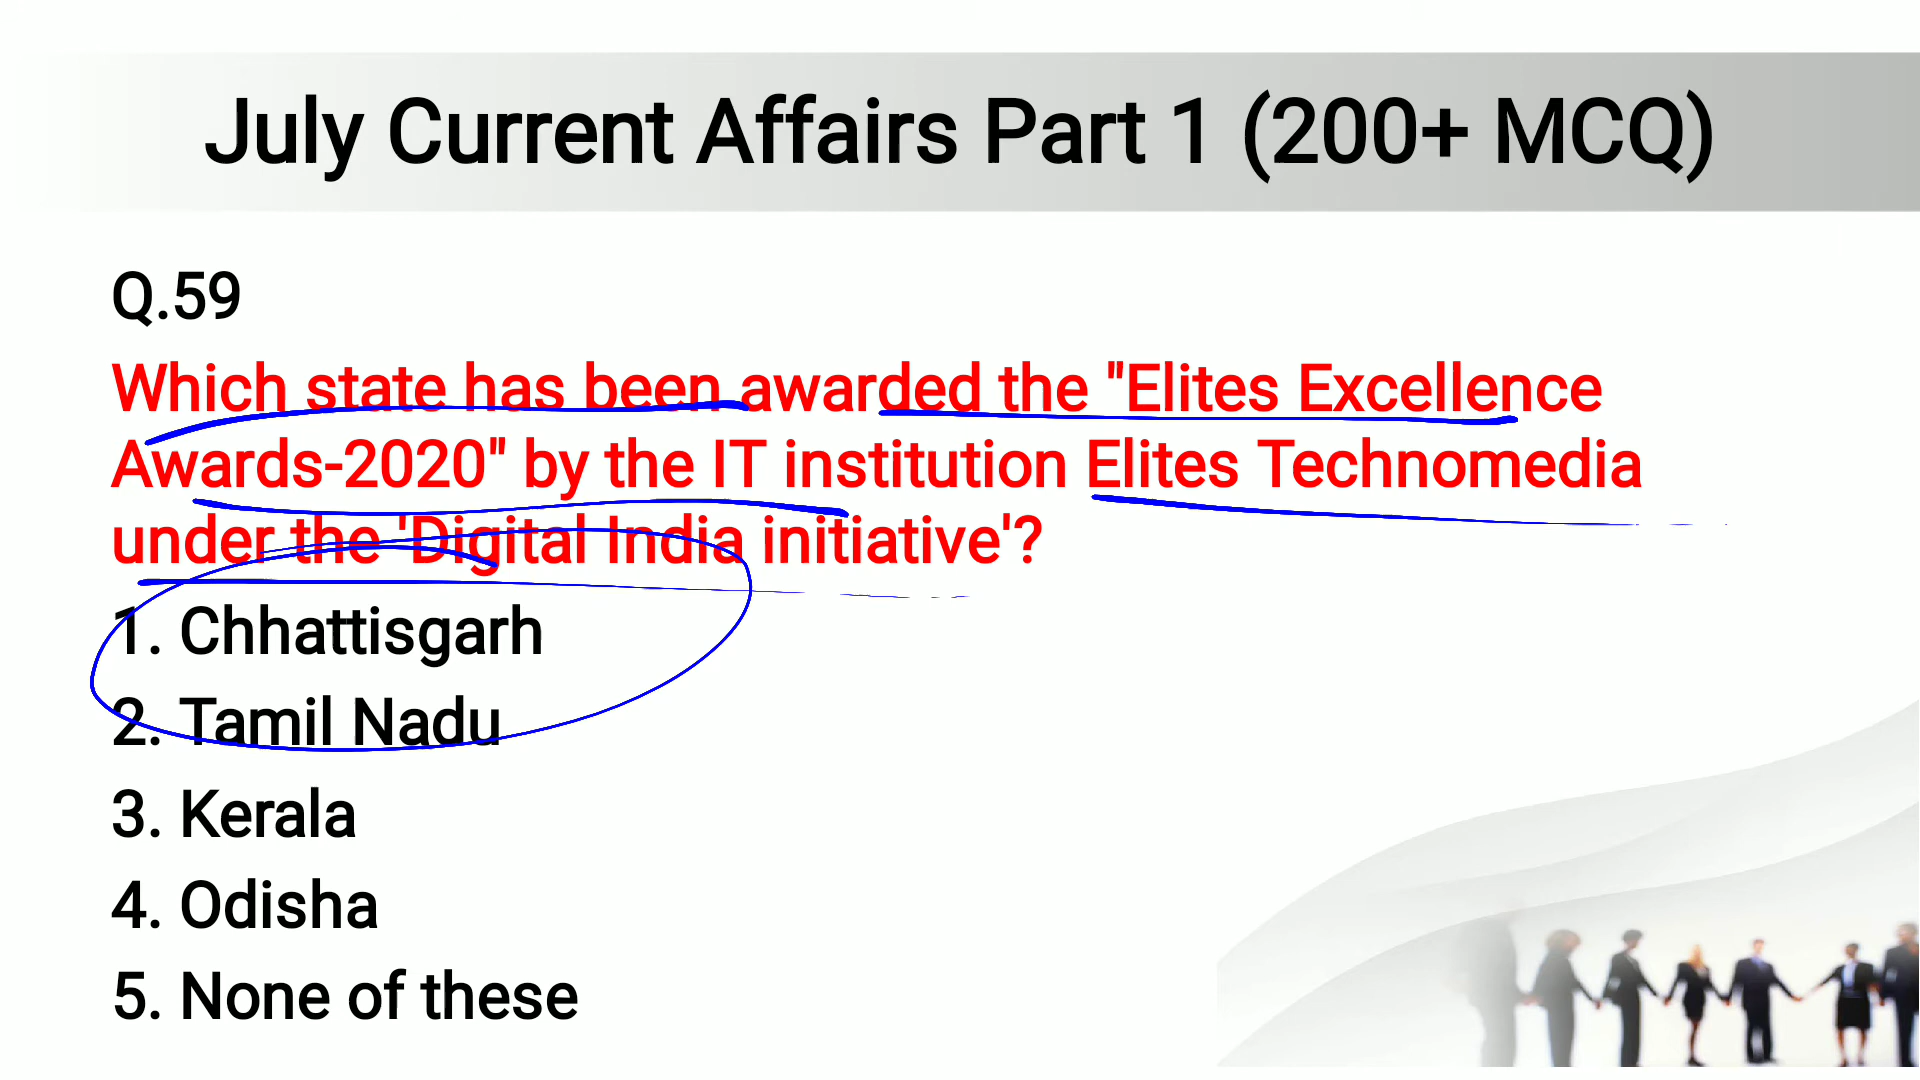 July Current Affairs Part 1 (200+ MCQ)
Q.59
Which state has been awarded the "Elites Excellence
Awards-2020" by the IT institution Elites Technomedia
under the 'Digital India initiative'?
1. Chhattisgarh
2. Tamil Nadu
3. Kerala
4. Odisha
5. None of these